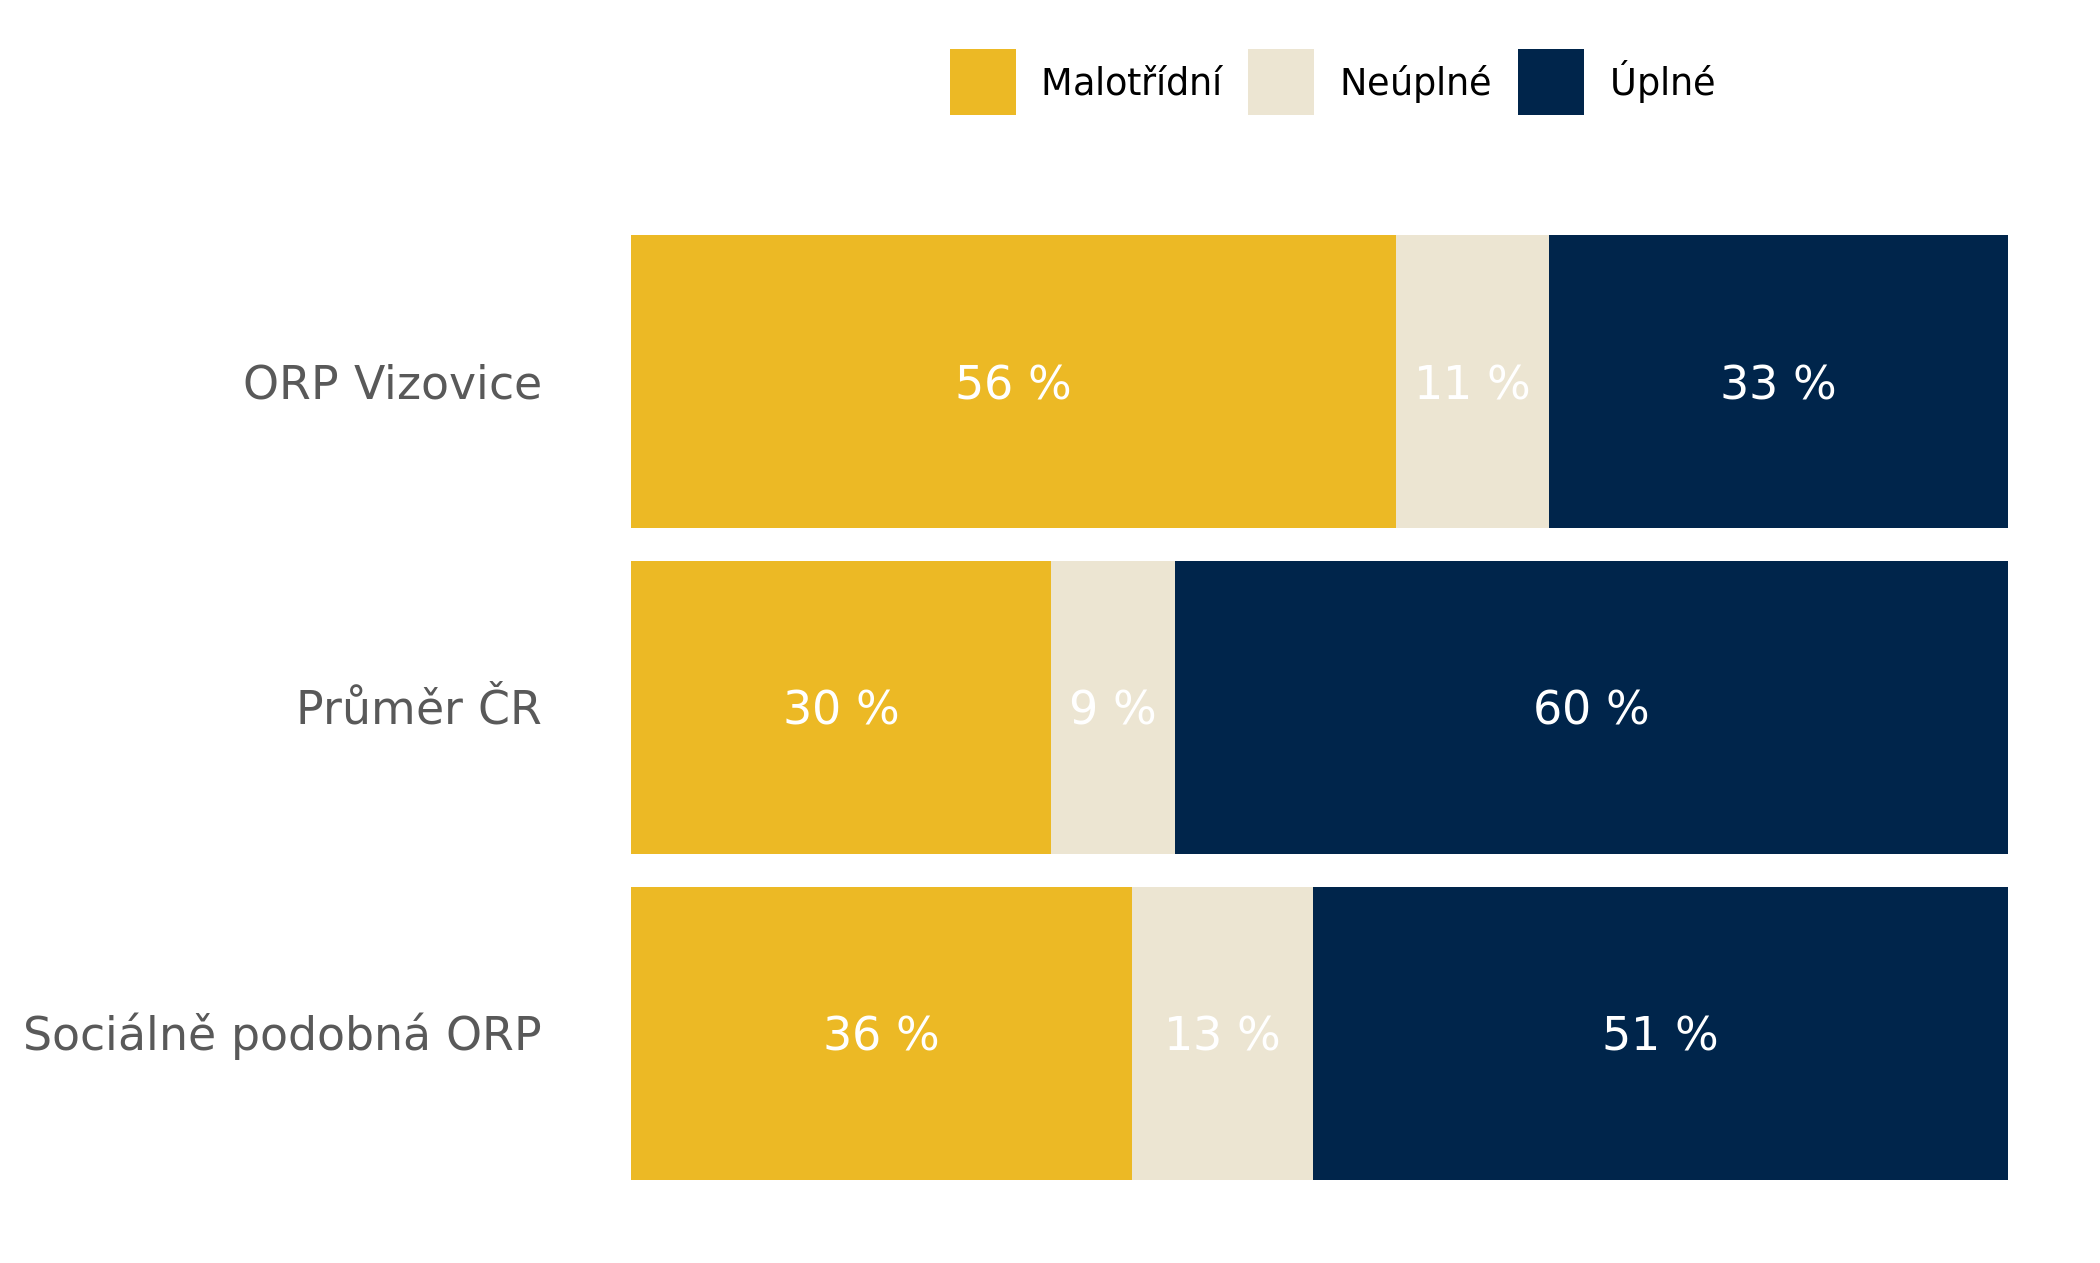 Malotřídní Neúplné Úplné
ORP Vizovice 56 % 11 % 33 %
Průměr ČR 30 % 9 % 60 %
Sociálně podobná ORP 36 % 13 % 51 %